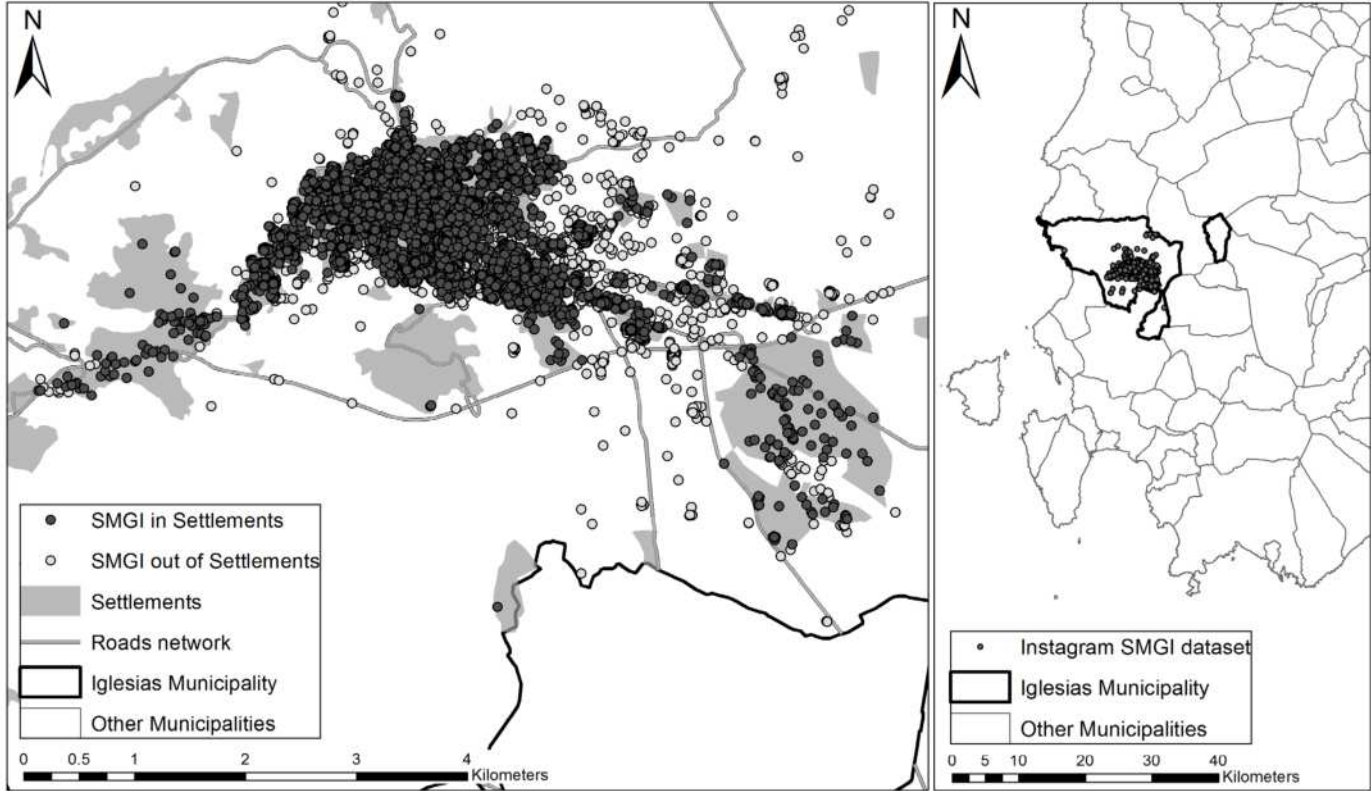 N
SMGI in Settlements
SMGI out of Settlements
Settlements
Roads network
Iglesias Municipality
Other Municipalities
0 0.5 1 2 3 4
Kilometers
N
Instagram SMGI dataset
Iglesias Municipality
Other Municipalities
0 5 10 20 30 40
Kilometers